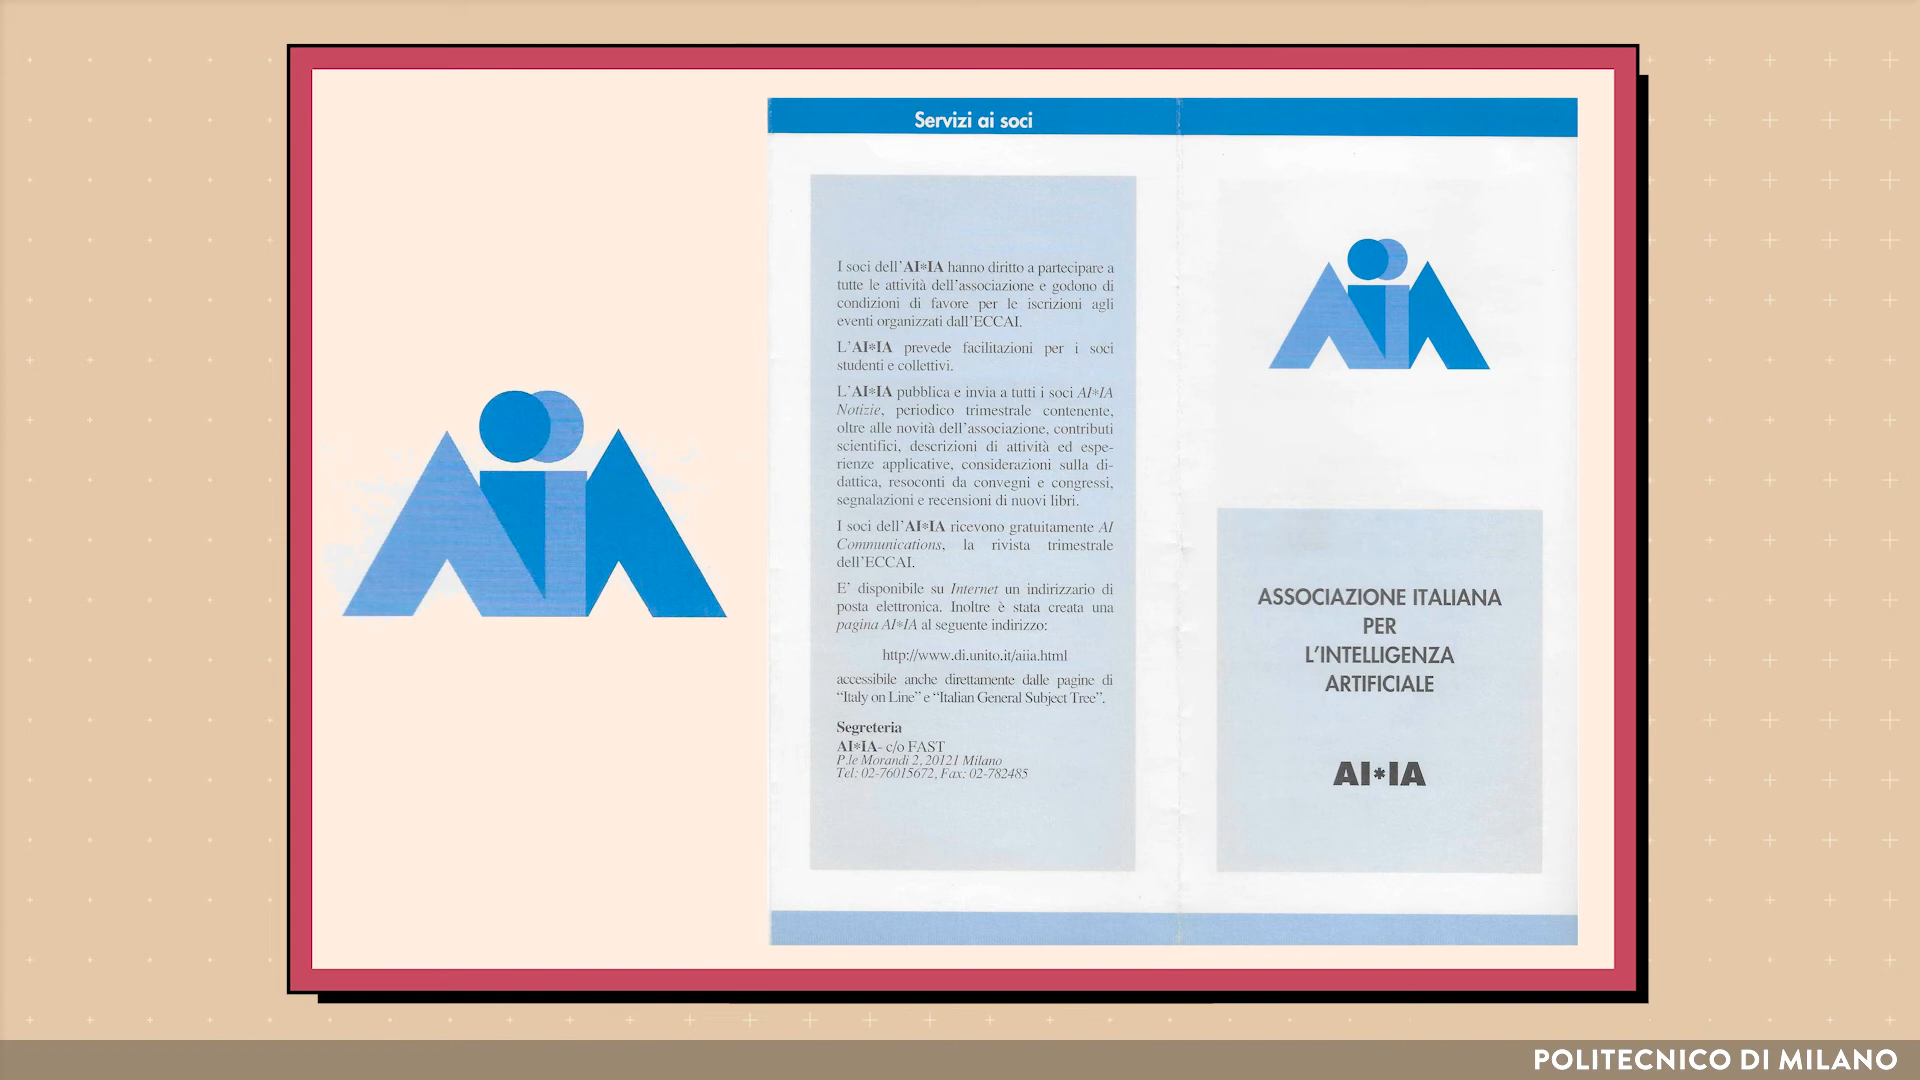 Servizi ai soci
I soci dell'AI*IA hanno diritto a partecipare a
tutte le attività dell'associazione e godono di
condizioni di favore per le iscrizioni agli
eventi organizzati dall'ECCAI.
L'AI*IA prevede facilitazioni per i soci
studenti e collettivi.
L'AI*IA pubblica e invia a tutti i soci AI*IA
Notizie, periodico trimestrale contenente,
oltre alle novità dell'associazione, contributi
scientifici, descrizioni di attività ed espe-
rienze applicative, considerazioni sulla di-
dattica, resoconti da convegni e congressi,
segnalazioni e recensioni di nuovi libri.
I soci dell'AI*IA ricevono gratuitamente AI
Communications, la rivista trimestrale
dell'ECCAI.
E' disponibile su Internet un indirizzario di
posta elettronica. Inoltre è stata creata una
pagina AI*IA al seguente indirizzo:
http://www.di.unito.it/aiia.html
accessibile anche direttamente dalle pagine di
“Italy on Line” e “Italian General Subject Tree”.
Segreteria
AI*IA- c/o FAST
P.le Morandi 2, 20121 Milano
Tel: 02-76015672, Fax: 02-782485
AiA
ASSOCIAZIONE ITALIANA
PER
L'INTELLIGENZA
ARTIFICIALE
AI*IA
AiA
POLITECNICO DI MILANO